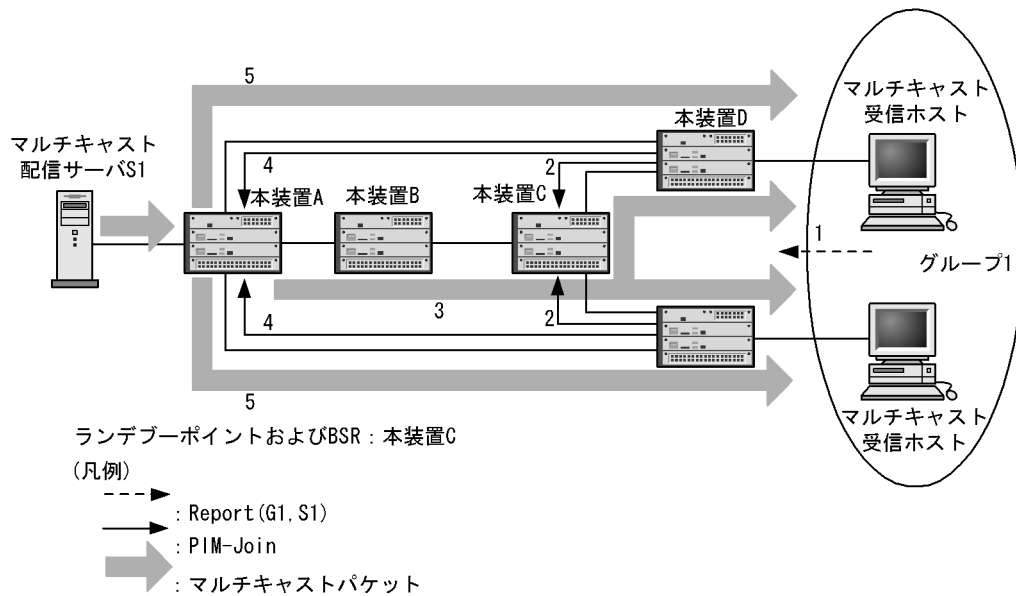 5
マルチキャスト
受信ホスト
本装置D
マルチキャスト
配信サーバS1
4
2
本装置A
本装置B
本装置C
1
グループ1
3
4
2
5
マルチキャスト
受信ホスト
ランデブーポイントおよびBSR：本装置C
(凡例)
：Report(G1,S1)
：PIM-Join
：マルチキャストパケット